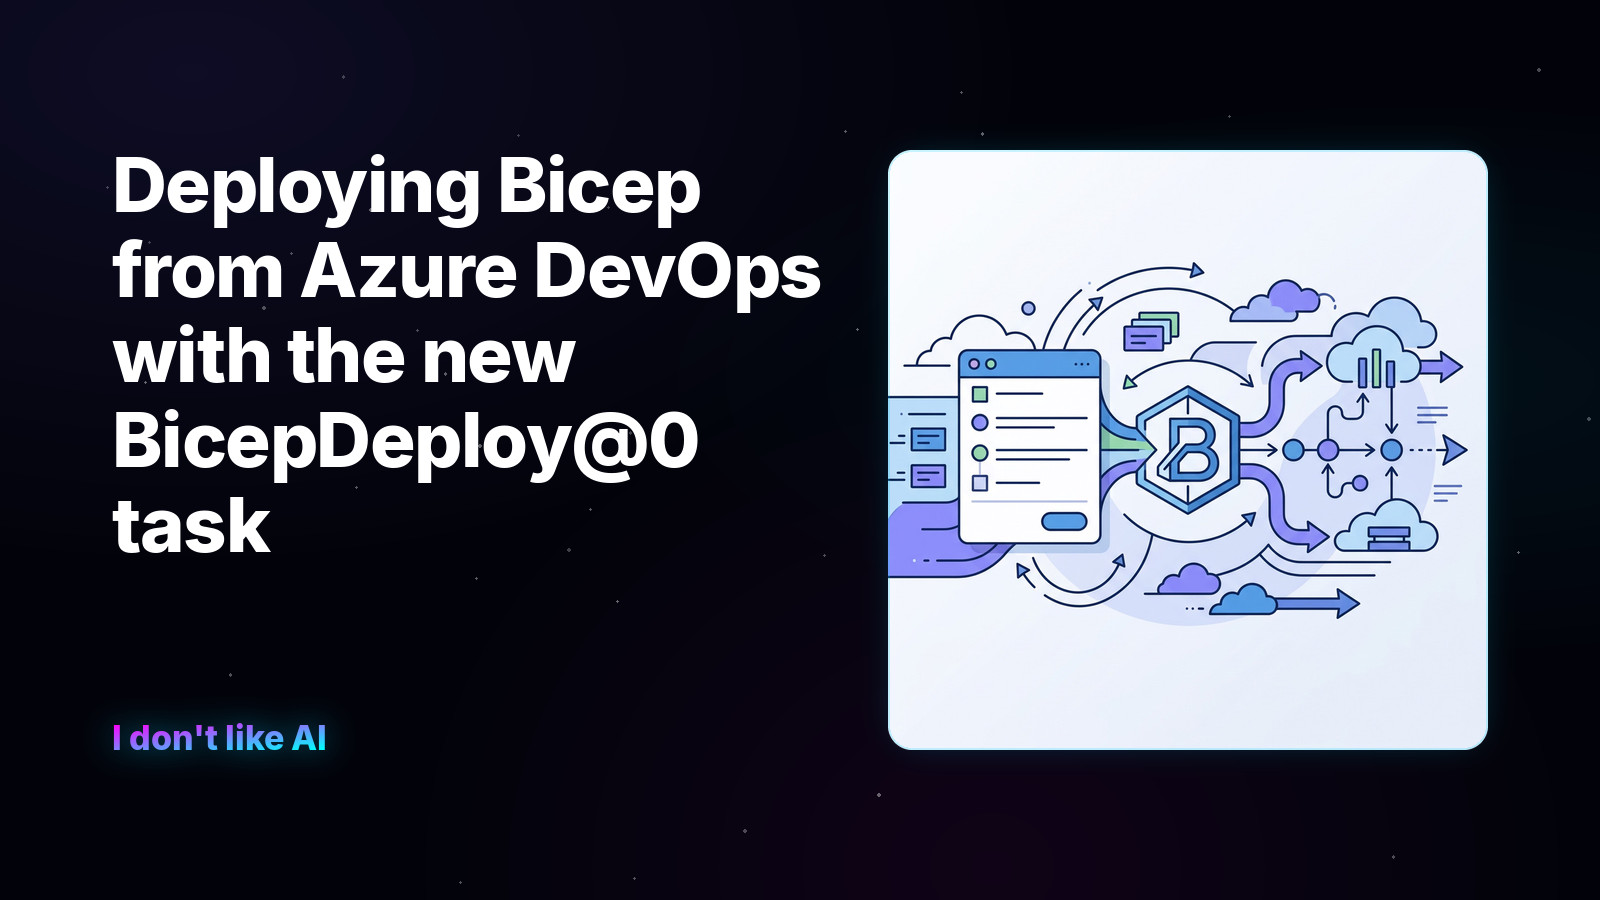 Deploying Bicep
from Azure DevOps
with the new
BicepDeploy@0
task
I don't like AI
B